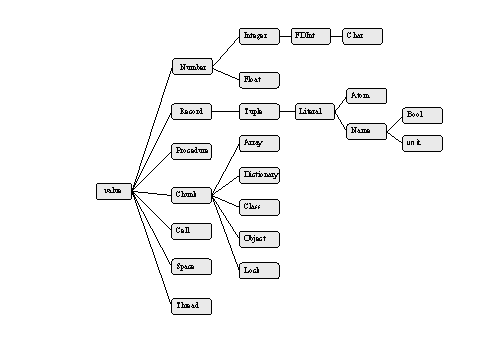 Integer
FDInt
Char
Number
Float
Atom
Record
Tuple
Literal
Bool
Name
unit
Array
Procedure
Dictionary
value
Chunk
Class
Cell
Object
Space
Lock
Thread